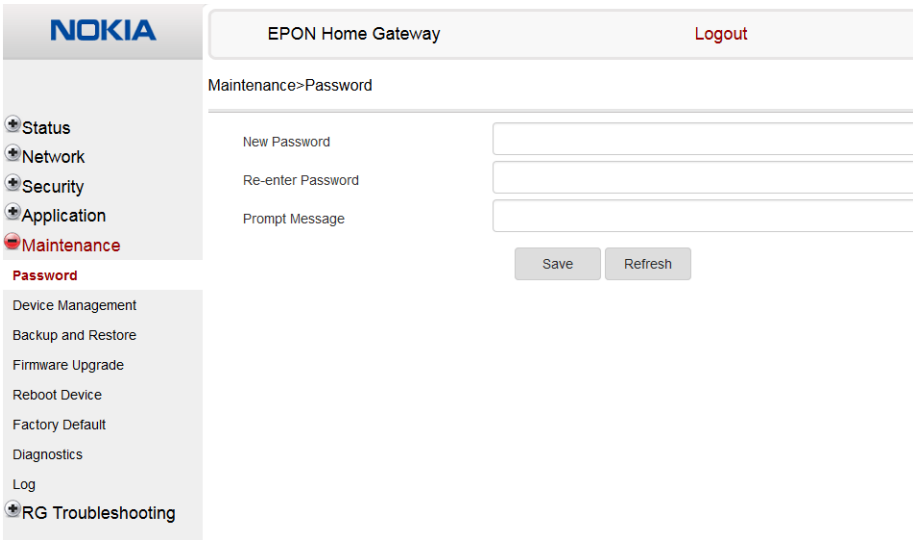 NOKIA
EPON Home Gateway
Logout
Maintenance>Password
Status
Network
Security
Application
Maintenance
Password
Device Management
Backup and Restore
Firmware Upgrade
Reboot Device
Factory Default
Diagnostics
Log
RG Troubleshooting
New Password
Re-enter Password
Prompt Message
Save
Refresh